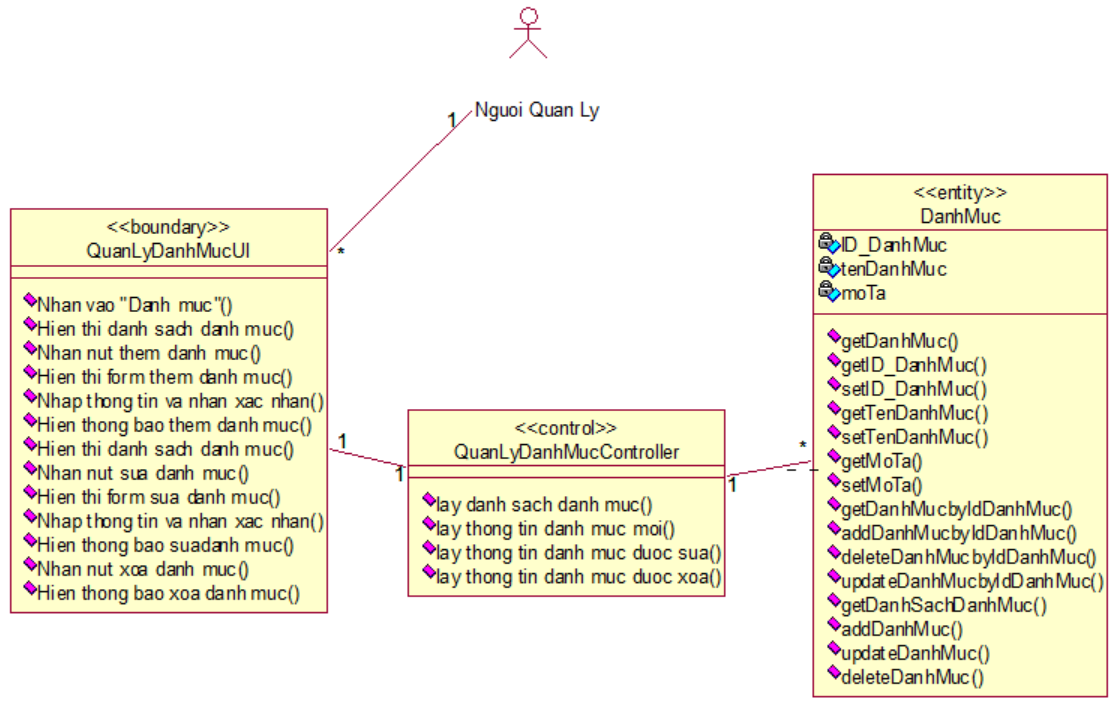 Nguoi Quan Ly
1
*
<<boundary>>
QuanLyDanhMucUI
Nhan vao "Danh muc"()
Hien thi danh sach danh muc()
Nhan nut them danh muc()
Hien thi form them danh muc()
Nhap thong tin va nhan xac nhan()
Hien thong bao them danh muc()
Hien thi danh sach danh muc()
Nhan nut sua danh muc()
Hien thi form sua danh muc()
Nhap thong tin va nhan xac nhan()
Hien thong bao suadanh muc()
Nhan nut xoa danh muc()
Hien thong bao xoa danh muc()
1
1
<<control>>
QuanLyDanhMucController
lay danh sach danh muc()
lay thong tin danh muc moi()
lay thong tin danh muc duoc sua()
lay thong tin danh muc duoc xoa()
1
*
<<entity>>
DanhMuc
ID_DanhMuc
tenDanhMuc
moTa
getDanhMuc()
getID_DanhMuc()
setID_DanhMuc()
getTenDanhMuc()
setTenDanhMuc()
getMoTa()
setMoTa()
getDanhMucbyIdDanhMuc()
addDanhMucbyIdDanhMuc()
deleteDanhMucbyIdDanhMuc()
updateDanhMucbyIdDanhMuc()
getDanhSachDanhMuc()
addDanhMuc()
updateDanhMuc()
deleteDanhMuc()